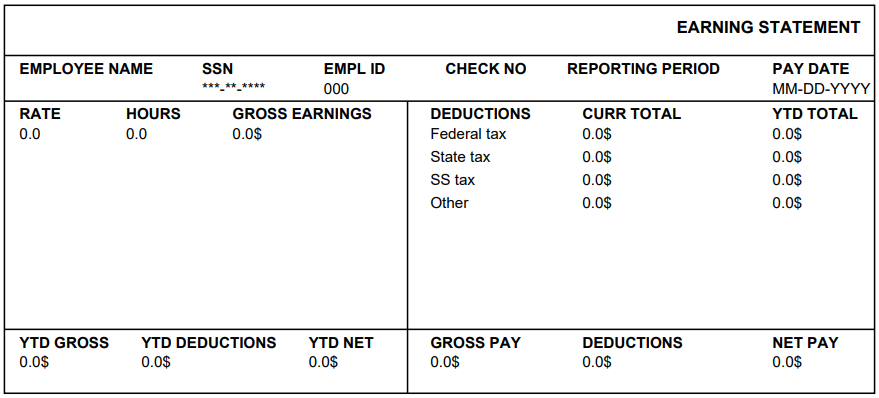 EARNING STATEMENT
EMPLOYEE NAME SSN EMPL ID CHECK NO REPORTING PERIOD PAY DATE
***-**-**** 000 MM-DD-YYYY
RATE HOURS GROSS EARNINGS
0.0 0.0 0.0$
DEDUCTIONS CURR TOTAL YTD TOTAL
Federal tax 0.0$ 0.0$
State tax 0.0$ 0.0$
SS tax 0.0$ 0.0$
Other 0.0$ 0.0$
YTD GROSS YTD DEDUCTIONS YTD NET
0.0$ 0.0$ 0.0$
GROSS PAY DEDUCTIONS NET PAY
0.0$ 0.0$ 0.0$